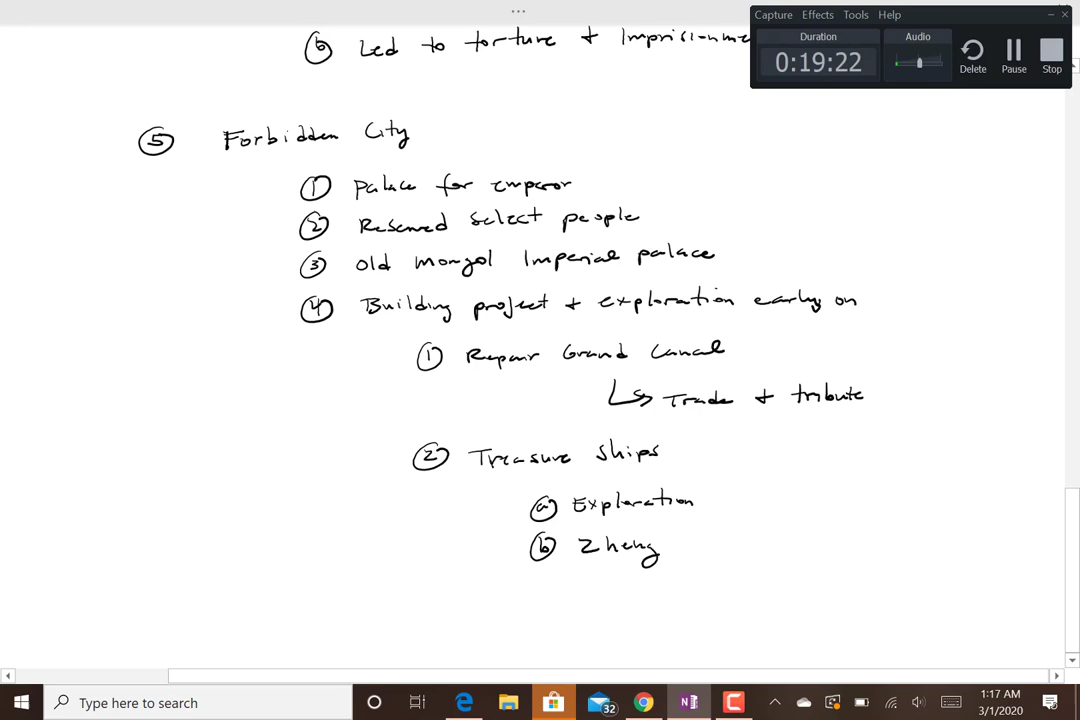 Capture Effects Tools Help
Duration
Audio
0:19:22
Delete Pause Stop
6 Led to torture +
5 Forbidden City
1 Palace for emperor
2 Reserved select people
3 Old mongol Imperial palace
4 Building project + exploration early on
1 Repair Grand Canal
Trade + tribute
2 Treasure Ships
a Exploration
b Zheng
Type here to search
32
N
1:17 AM
3/1/2020